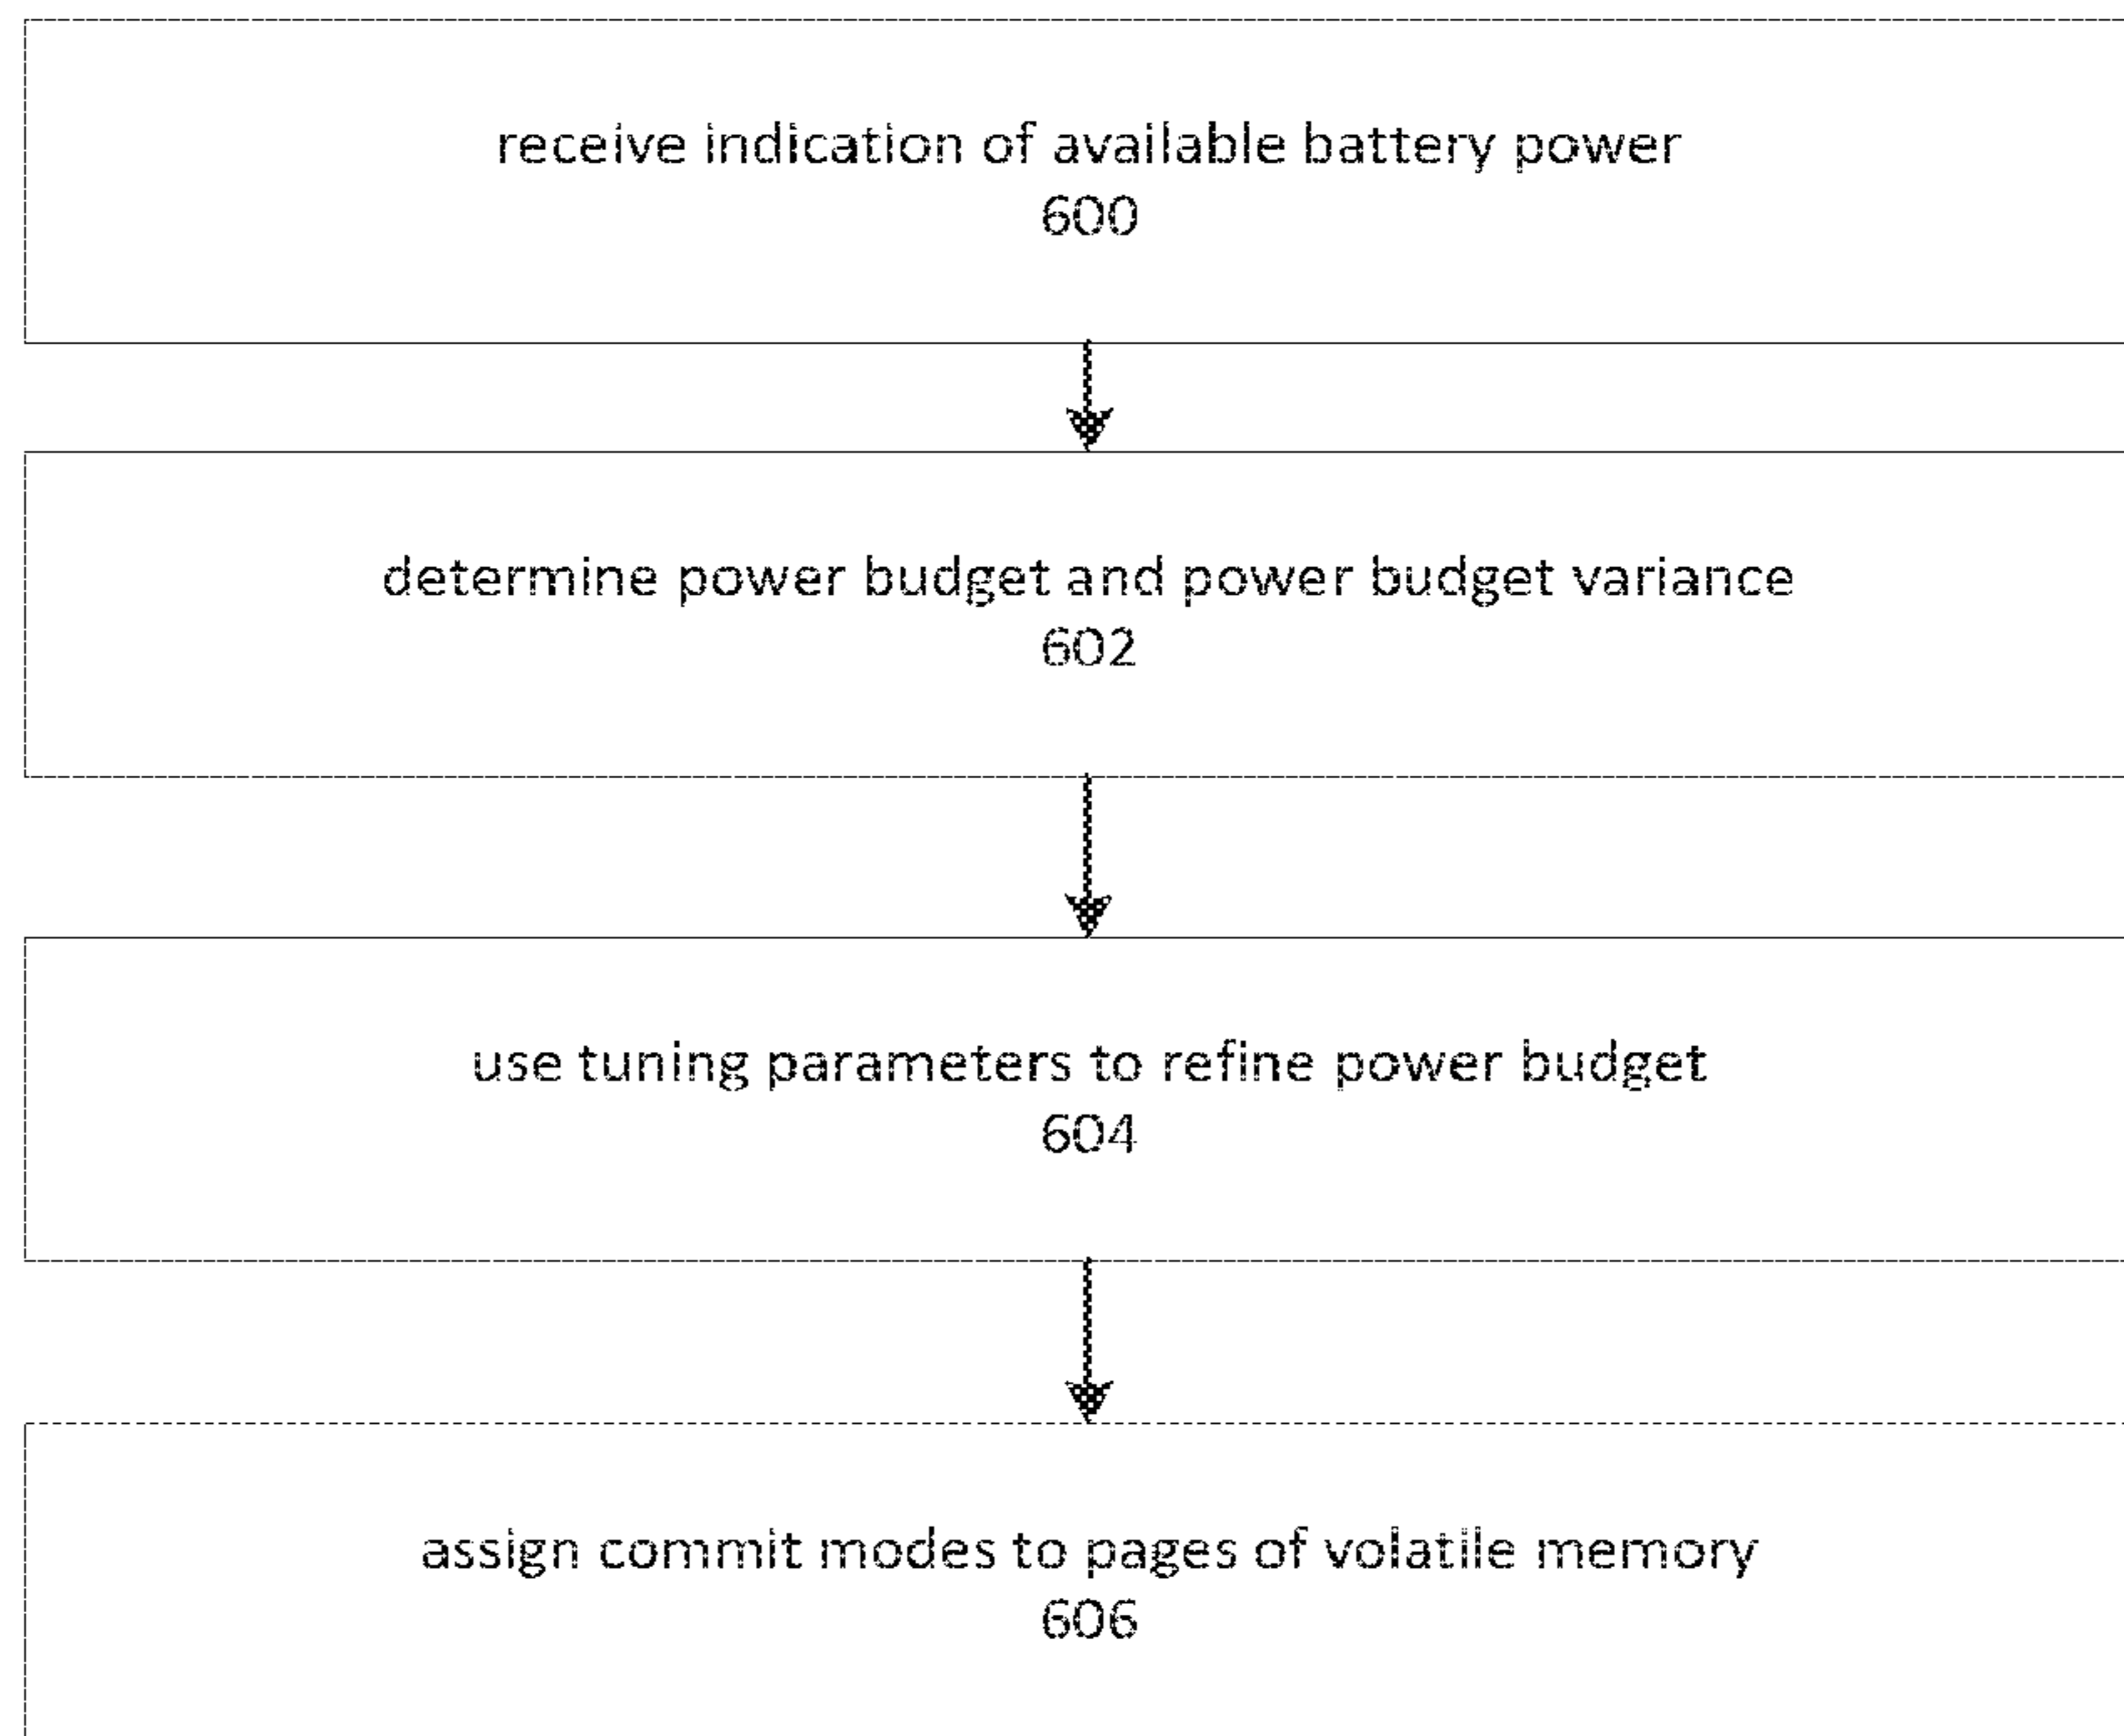 receive indication of available battery power
600
determine power budget and power budget variance
602
use tuning parameters to refine power budget
604
assign commit modes to pages of volatile memory
606